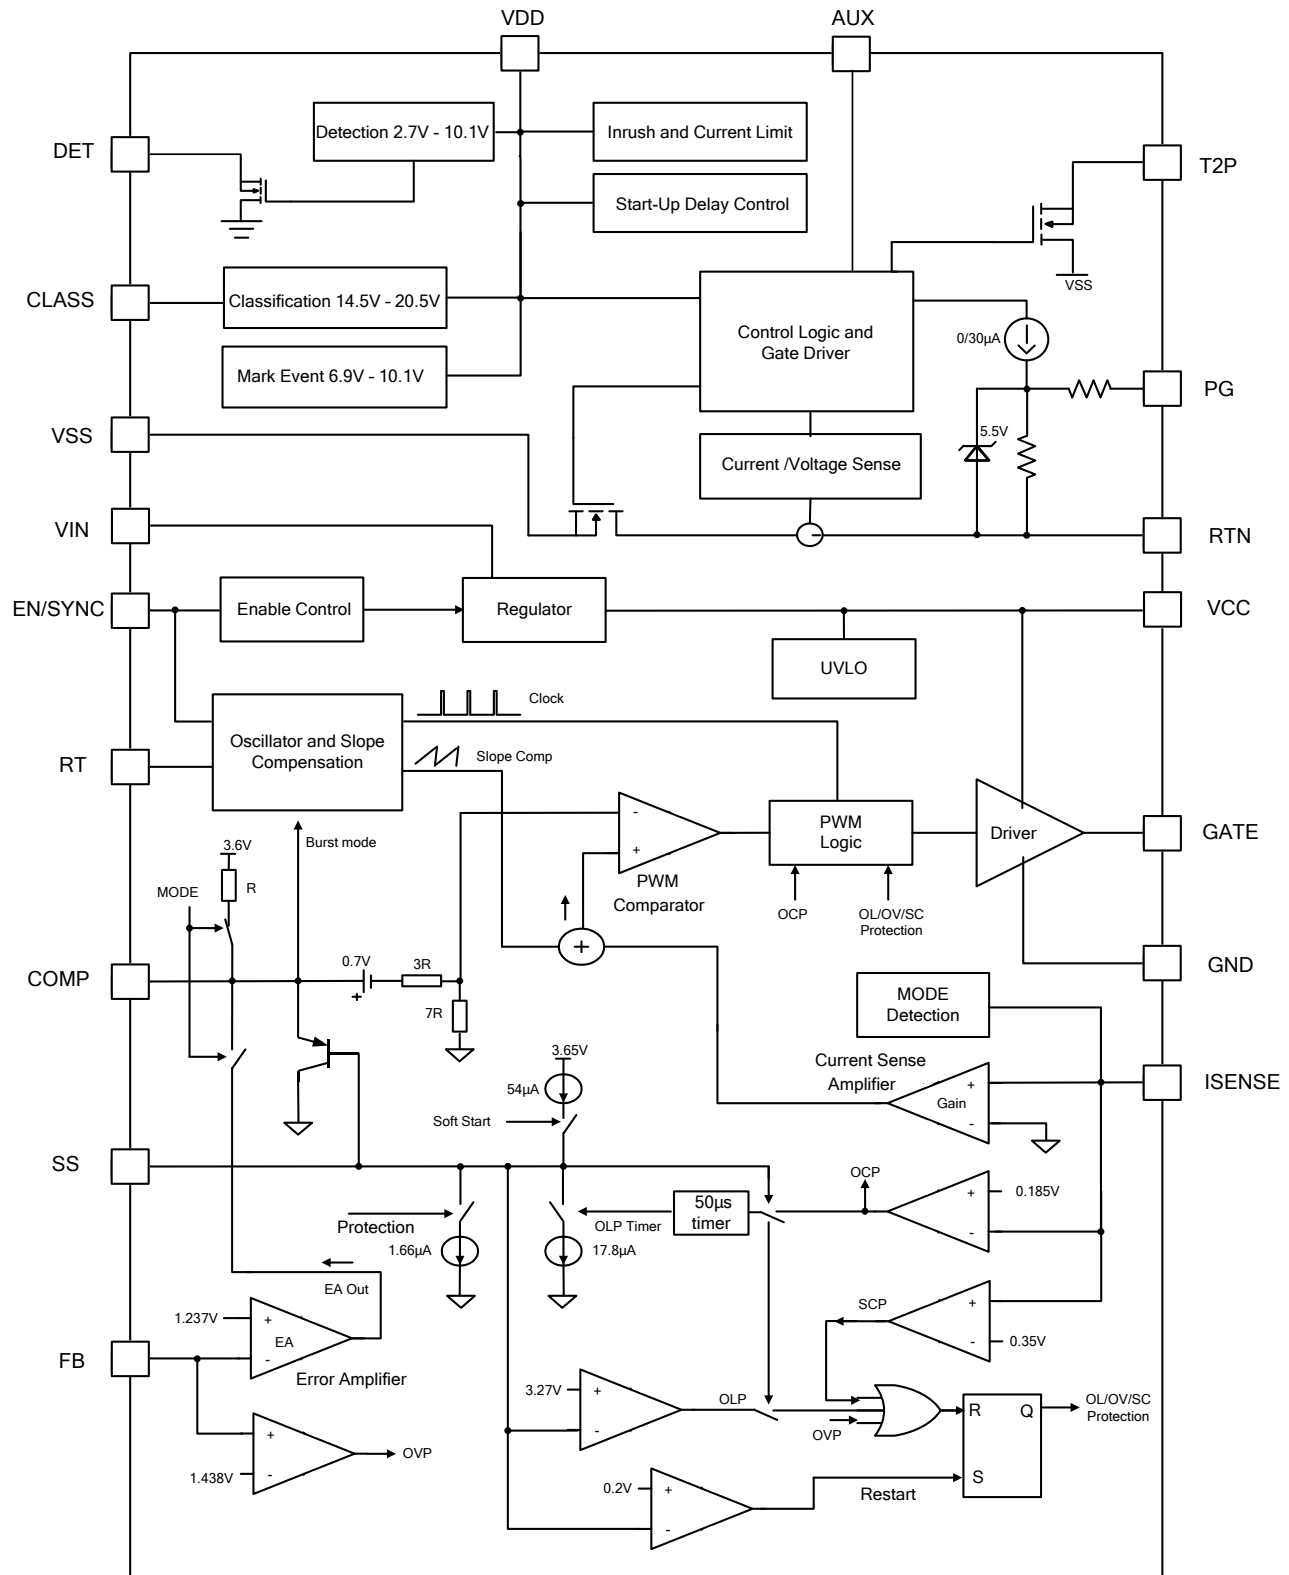 VDD
AUX
DET
Detection 2.7V - 10.1V
Inrush and Current Limit
T2P
Start-Up Delay Control
VSS
CLASS
Classification 14.5V - 20.5V
Control Logic and
Gate Driver
0/30µA
Mark Event 6.9V - 10.1V
PG
VSS
5.5V
Current /Voltage Sense
VIN
RTN
EN/SYNC
Enable Control
Regulator
VCC
UVLO
Clock
Oscillator and Slope
Compensation
RT
Slope Comp
-
+
PWM
Comparator
PWM
Logic
Driver
GATE
Burst mode
3.6V
R
MODE
OCP
OL/OV/SC
Protection
+
COMP
0.7V
+
3R
7R
GND
MODE
Detection
3.65V
54µA
Current Sense
Amplifier
+
Gain
-
ISENSE
Soft Start
SS
OCP
+
0.185V
-
50µs
timer
OLP Timer
Protection
1.66µA
17.8µA
EA Out
SCP
+
-
0.35V
1.237V
+
EA
-
Error Amplifier
FB
3.27V
+
-
OLP
OVP
R
Q
S
OL/OV/SC
Protection
+
-
1.438V
OVP
0.2V
+
-
Restart